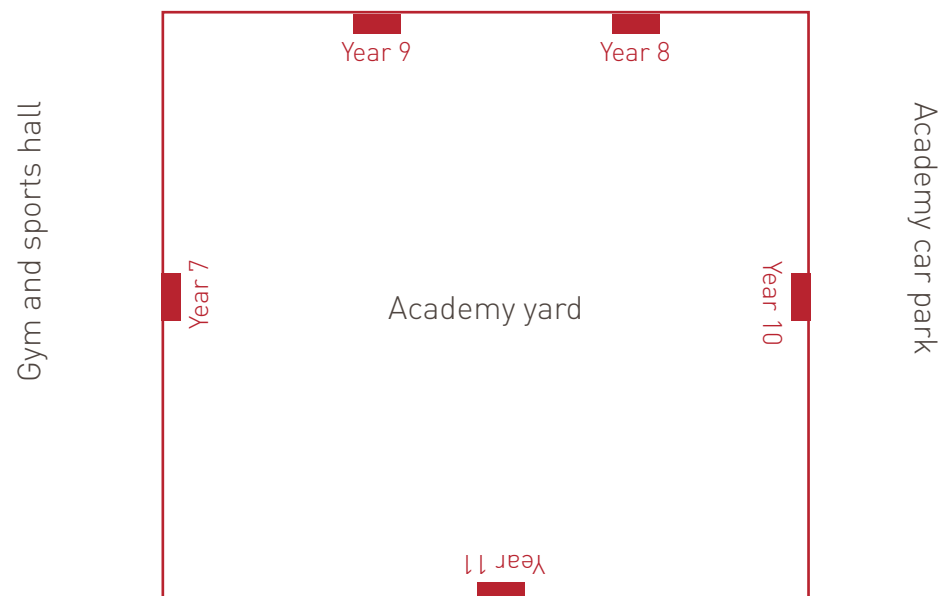 Year 9
Year 8
Gym and sports hall
Academy car park
Year 7
Academy yard
Year 10
Year 11